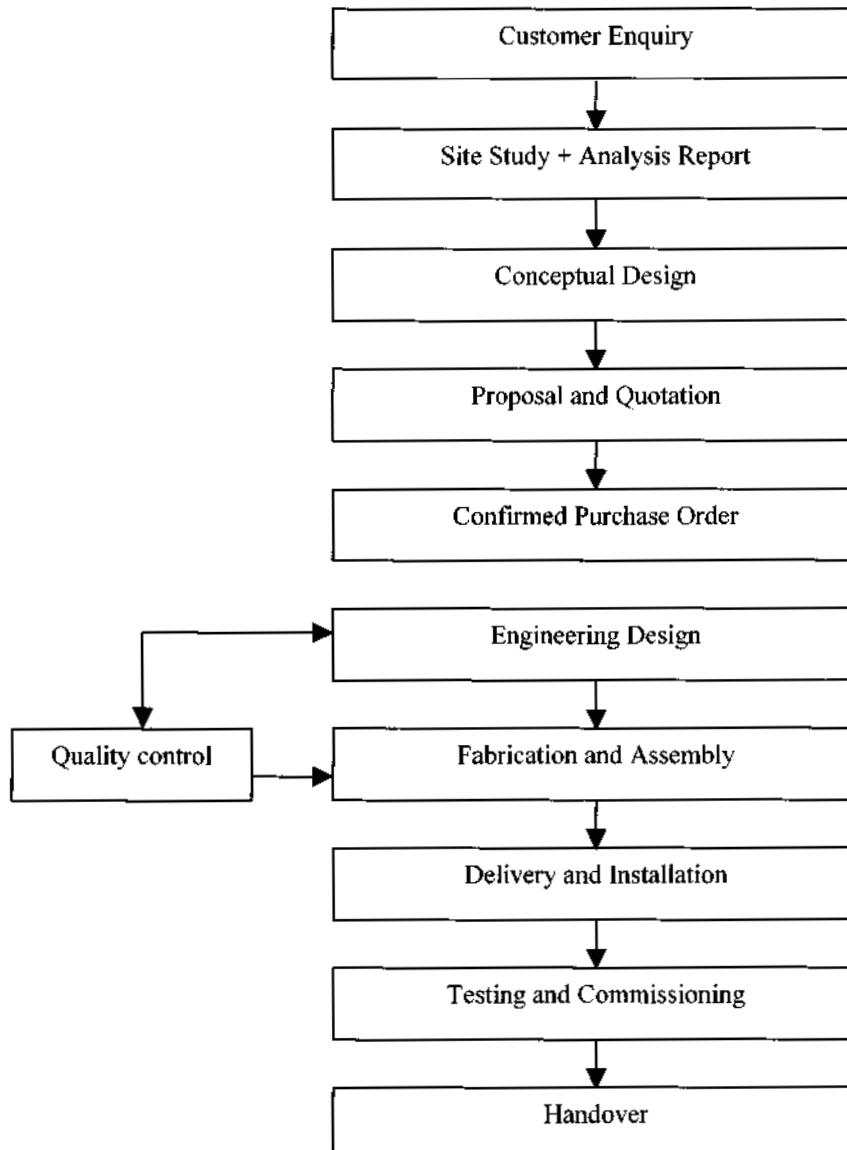 Customer Enquiry
Site Study + Analysis Report
Conceptual Design
Proposal and Quotation
Confirmed Purchase Order
Engineering Design
Quality control
Fabrication and Assembly
Delivery and Installation
Testing and Commissioning
Handover